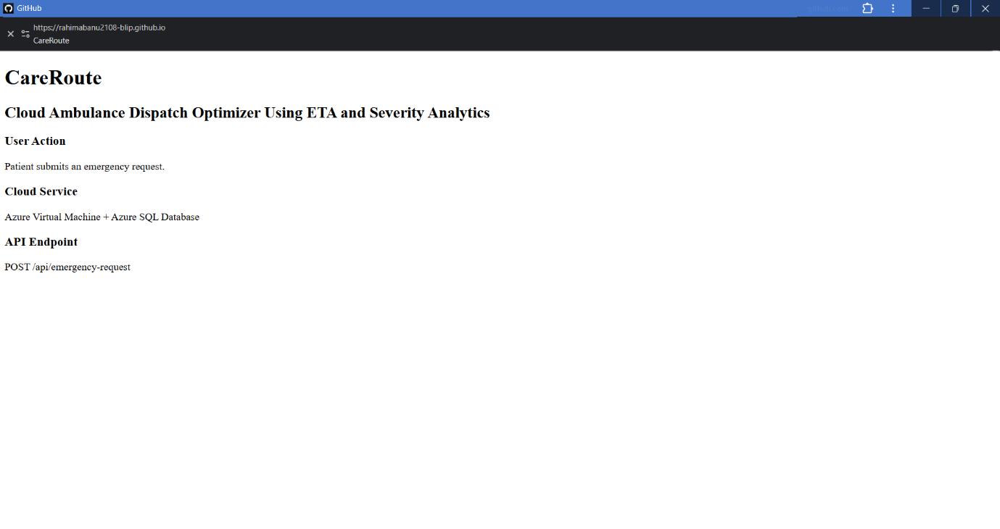 GitHub
https://rahimabanu2108-blip.github.io
CareRoute
CareRoute
Cloud Ambulance Dispatch Optimizer Using ETA and Severity Analytics
User Action
Patient submits an emergency request.
Cloud Service
Azure Virtual Machine + Azure SQL Database
API Endpoint
POST /api/emergency-request